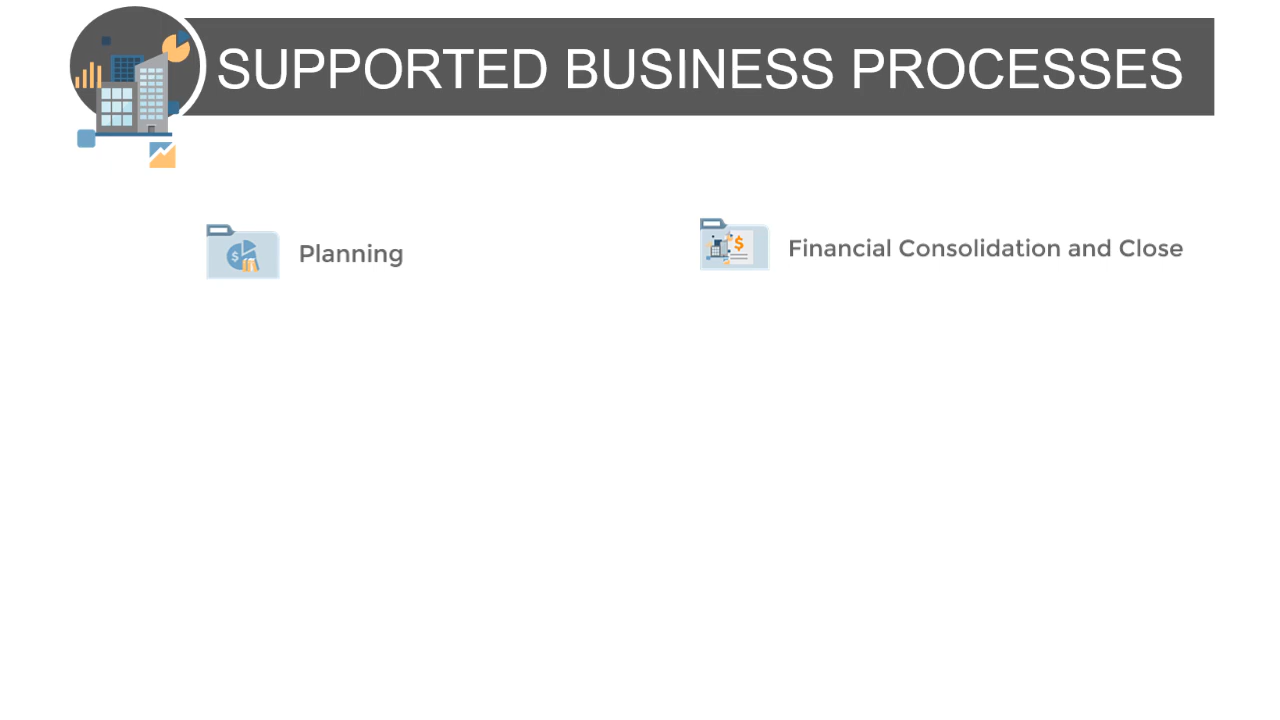 SUPPORTED BUSINESS PROCESSES
Planning
Financial Consolidation and Close